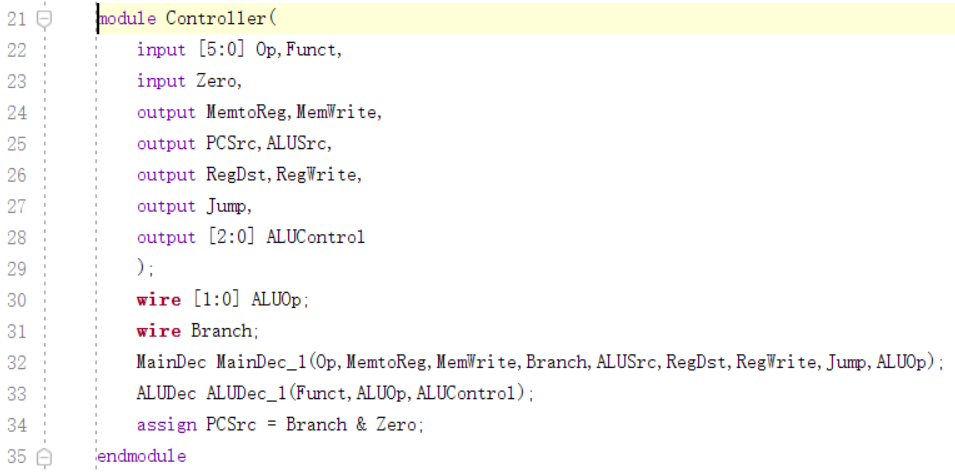 21 module Controller(
22 input [5:0] Op,Funct,
23 input Zero,
24 output MemtoReg,MemWrite,
25 output PCSrc,ALUSrc,
26 output RegDst,RegWrite,
27 output Jump,
28 output [2:0] ALUControl
29 );
30 wire [1:0] ALUOp;
31 wire Branch;
32 MainDec MainDec_1(Op,MemtoReg,MemWrite,Branch,ALUSrc,RegDst,RegWrite,Jump,ALUOp);
33 ALUDec ALUDec_1(Funct,ALUOp,ALUControl);
34 assign PCSrc = Branch & Zero;
35 endmodule